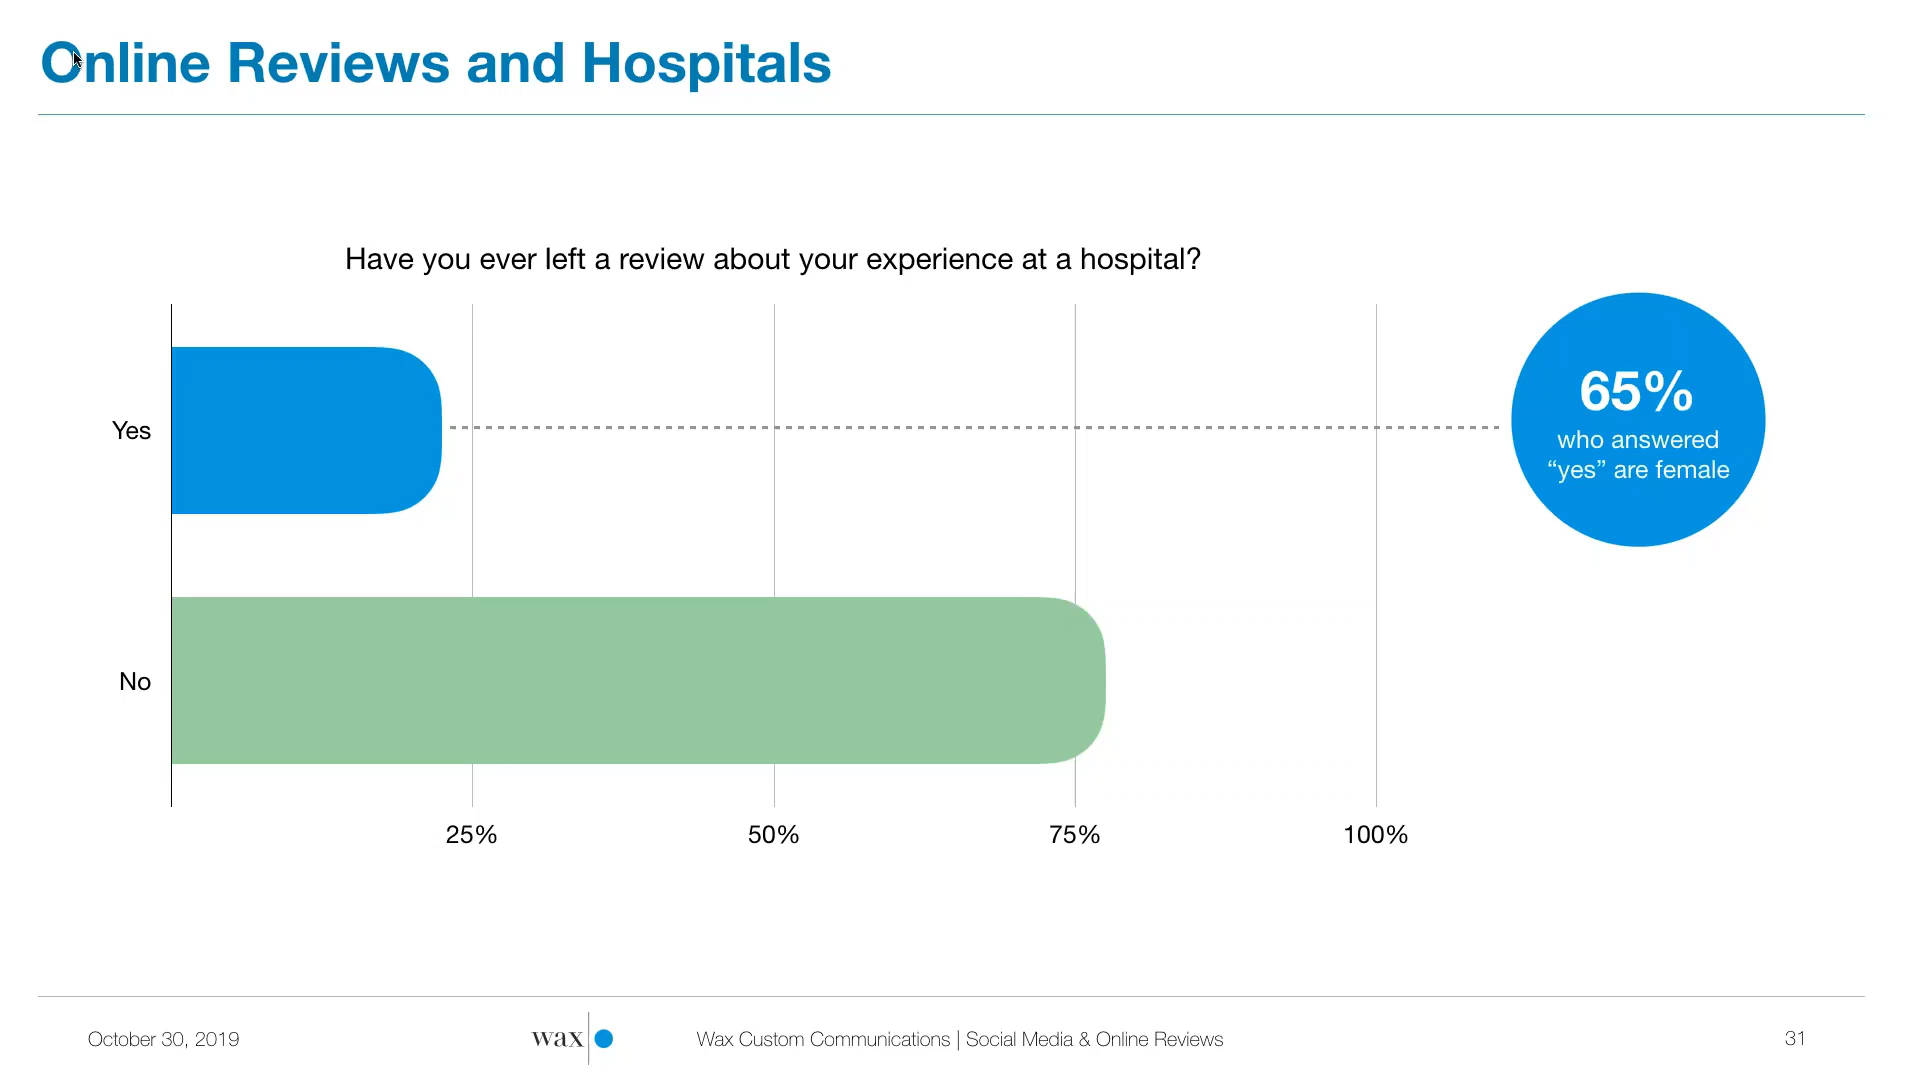 Online Reviews and Hospitals
Have you ever left a review about your experience at a hospital?
Yes
65%
who answered
“yes” are female
No
25%
50%
75%
100%
October 30, 2019
wax
Wax Custom Communications | Social Media & Online Reviews
31